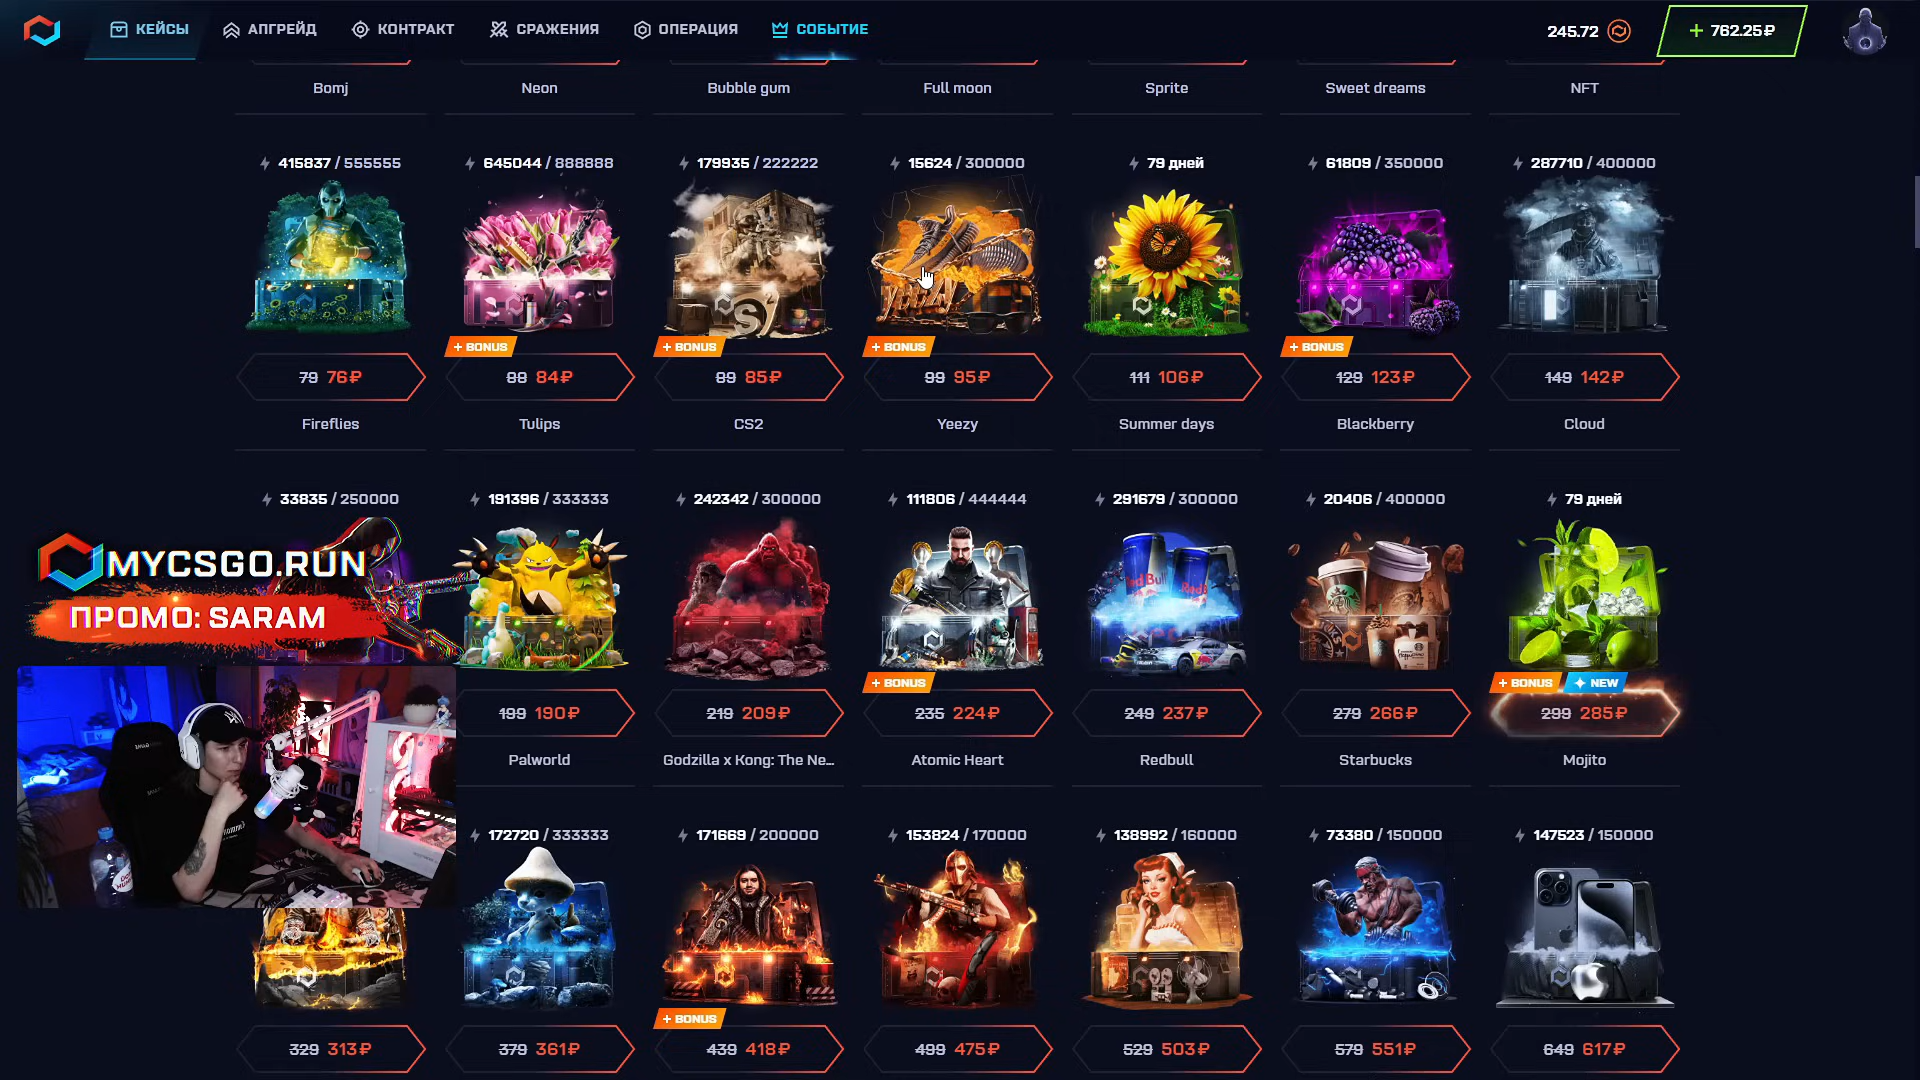 КЕЙСЫ
АПГРЕЙД
КОНТРАКТ
СРАЖЕНИЯ
ОПЕРАЦИЯ
СОБЫТИЕ
245.72
+ 762.25₽
Bomj
Neon
Bubble gum
Full moon
Sprite
Sweet dreams
NFT
415837 / 555555
645044 / 888888
179935 / 222222
15624 / 300000
79 дней
61809 / 350000
287710 / 400000
YEEZY
+ BONUS
+ BONUS
+ BONUS
+ BONUS
79 76₽
88 84₽
89 85₽
99 95₽
111 106₽
129 123₽
149 142₽
Fireflies
Tulips
CS2
Yeezy
Summer days
Blackberry
Cloud
33835 / 250000
191396 / 333333
242342 / 300000
111806 / 444444
291679 / 300000
20406 / 400000
79 дней
MYCSGO.RUN
ПРОМО: SARAM
Red Bull
+ BONUS
+ BONUS
NEW
199 190₽
219 209₽
235 224₽
249 237₽
279 266₽
299 285₽
Palworld
Godzilla x Kong: The Ne...
Atomic Heart
Redbull
Starbucks
Mojito
172720 / 333333
171669 / 200000
153824 / 170000
138992 / 160000
73380 / 150000
147523 / 150000
+ BONUS
329 313₽
379 361₽
439 418₽
499 475₽
529 503₽
579 551₽
649 617₽